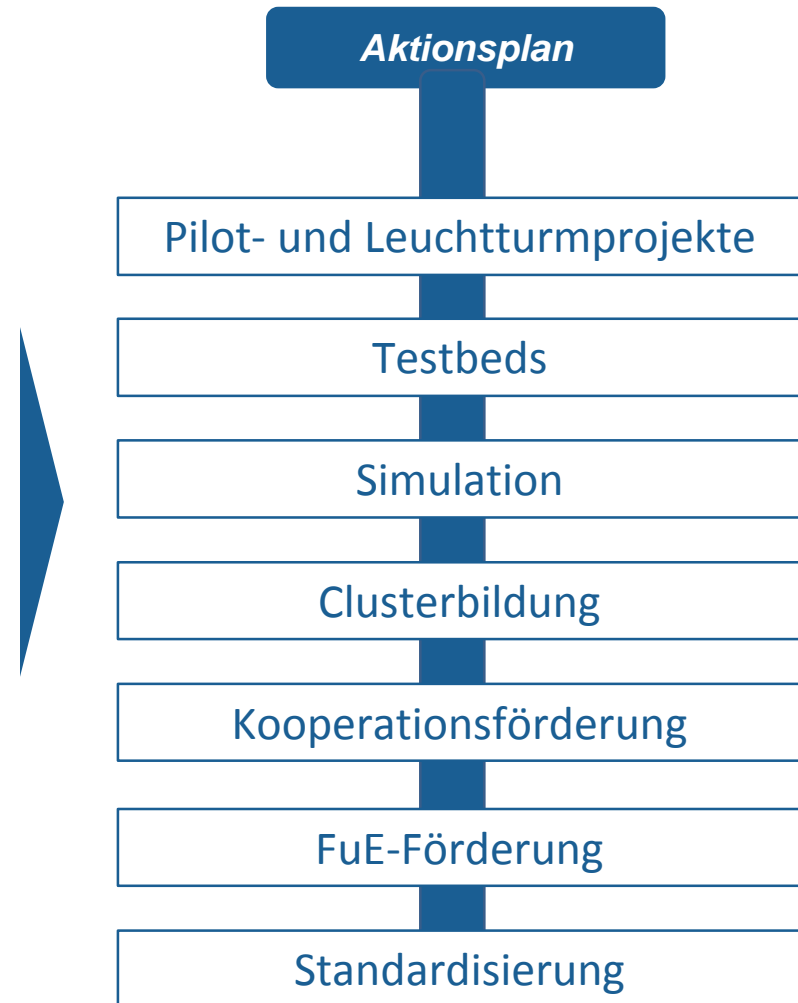 Aktionsplan
Pilot- und Leuchtturmprojekte
Testbeds
Simulation
Clusterbildung
Kooperationsförderung
FuE-Förderung
Standardisierung